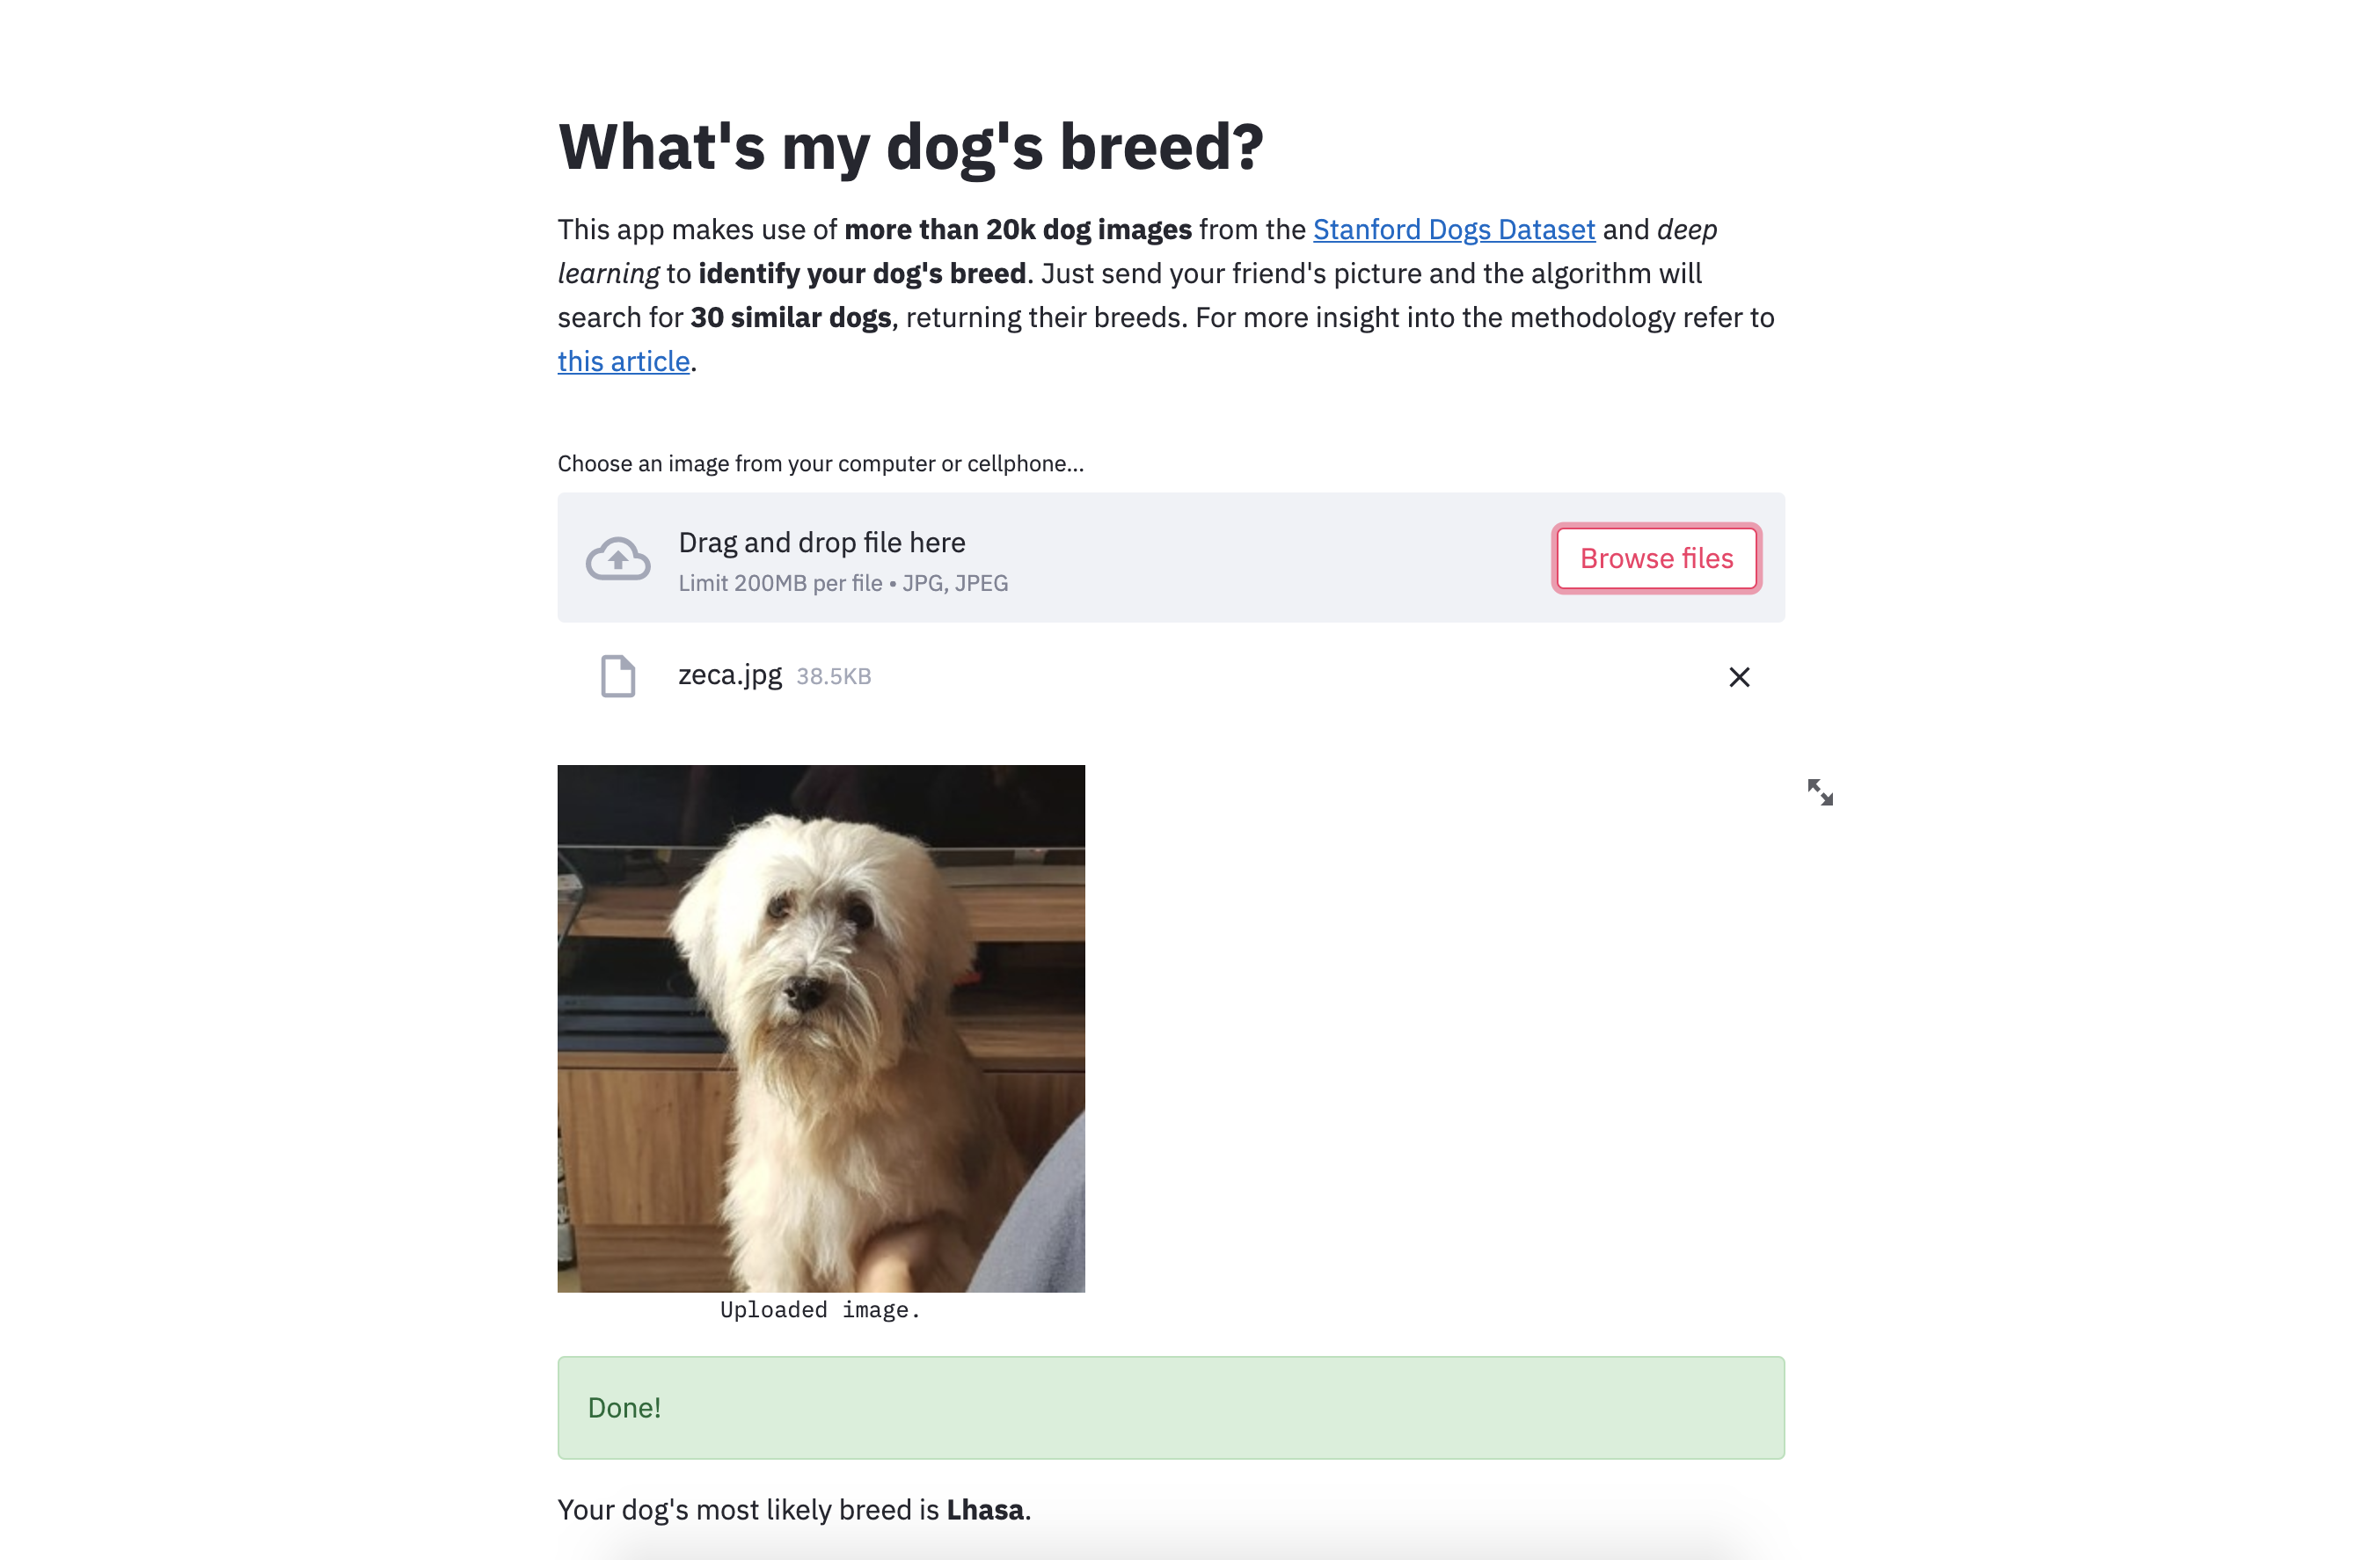 What's my dog's breed?
This app makes use of more than 20k dog images from the Stanford Dogs Dataset and deep
learning to identify your dog's breed. Just send your friend's picture and the algorithm will
search for 30 similar dogs, returning their breeds. For more insight into the methodology refer to
this article.
Choose an image from your computer or cellphone...
Drag and drop file here
Limit 200MB per file • JPG, JPEG
Browse files
zeca.jpg 38.5KB
Uploaded image.
Done!
Your dog's most likely breed is Lhasa.